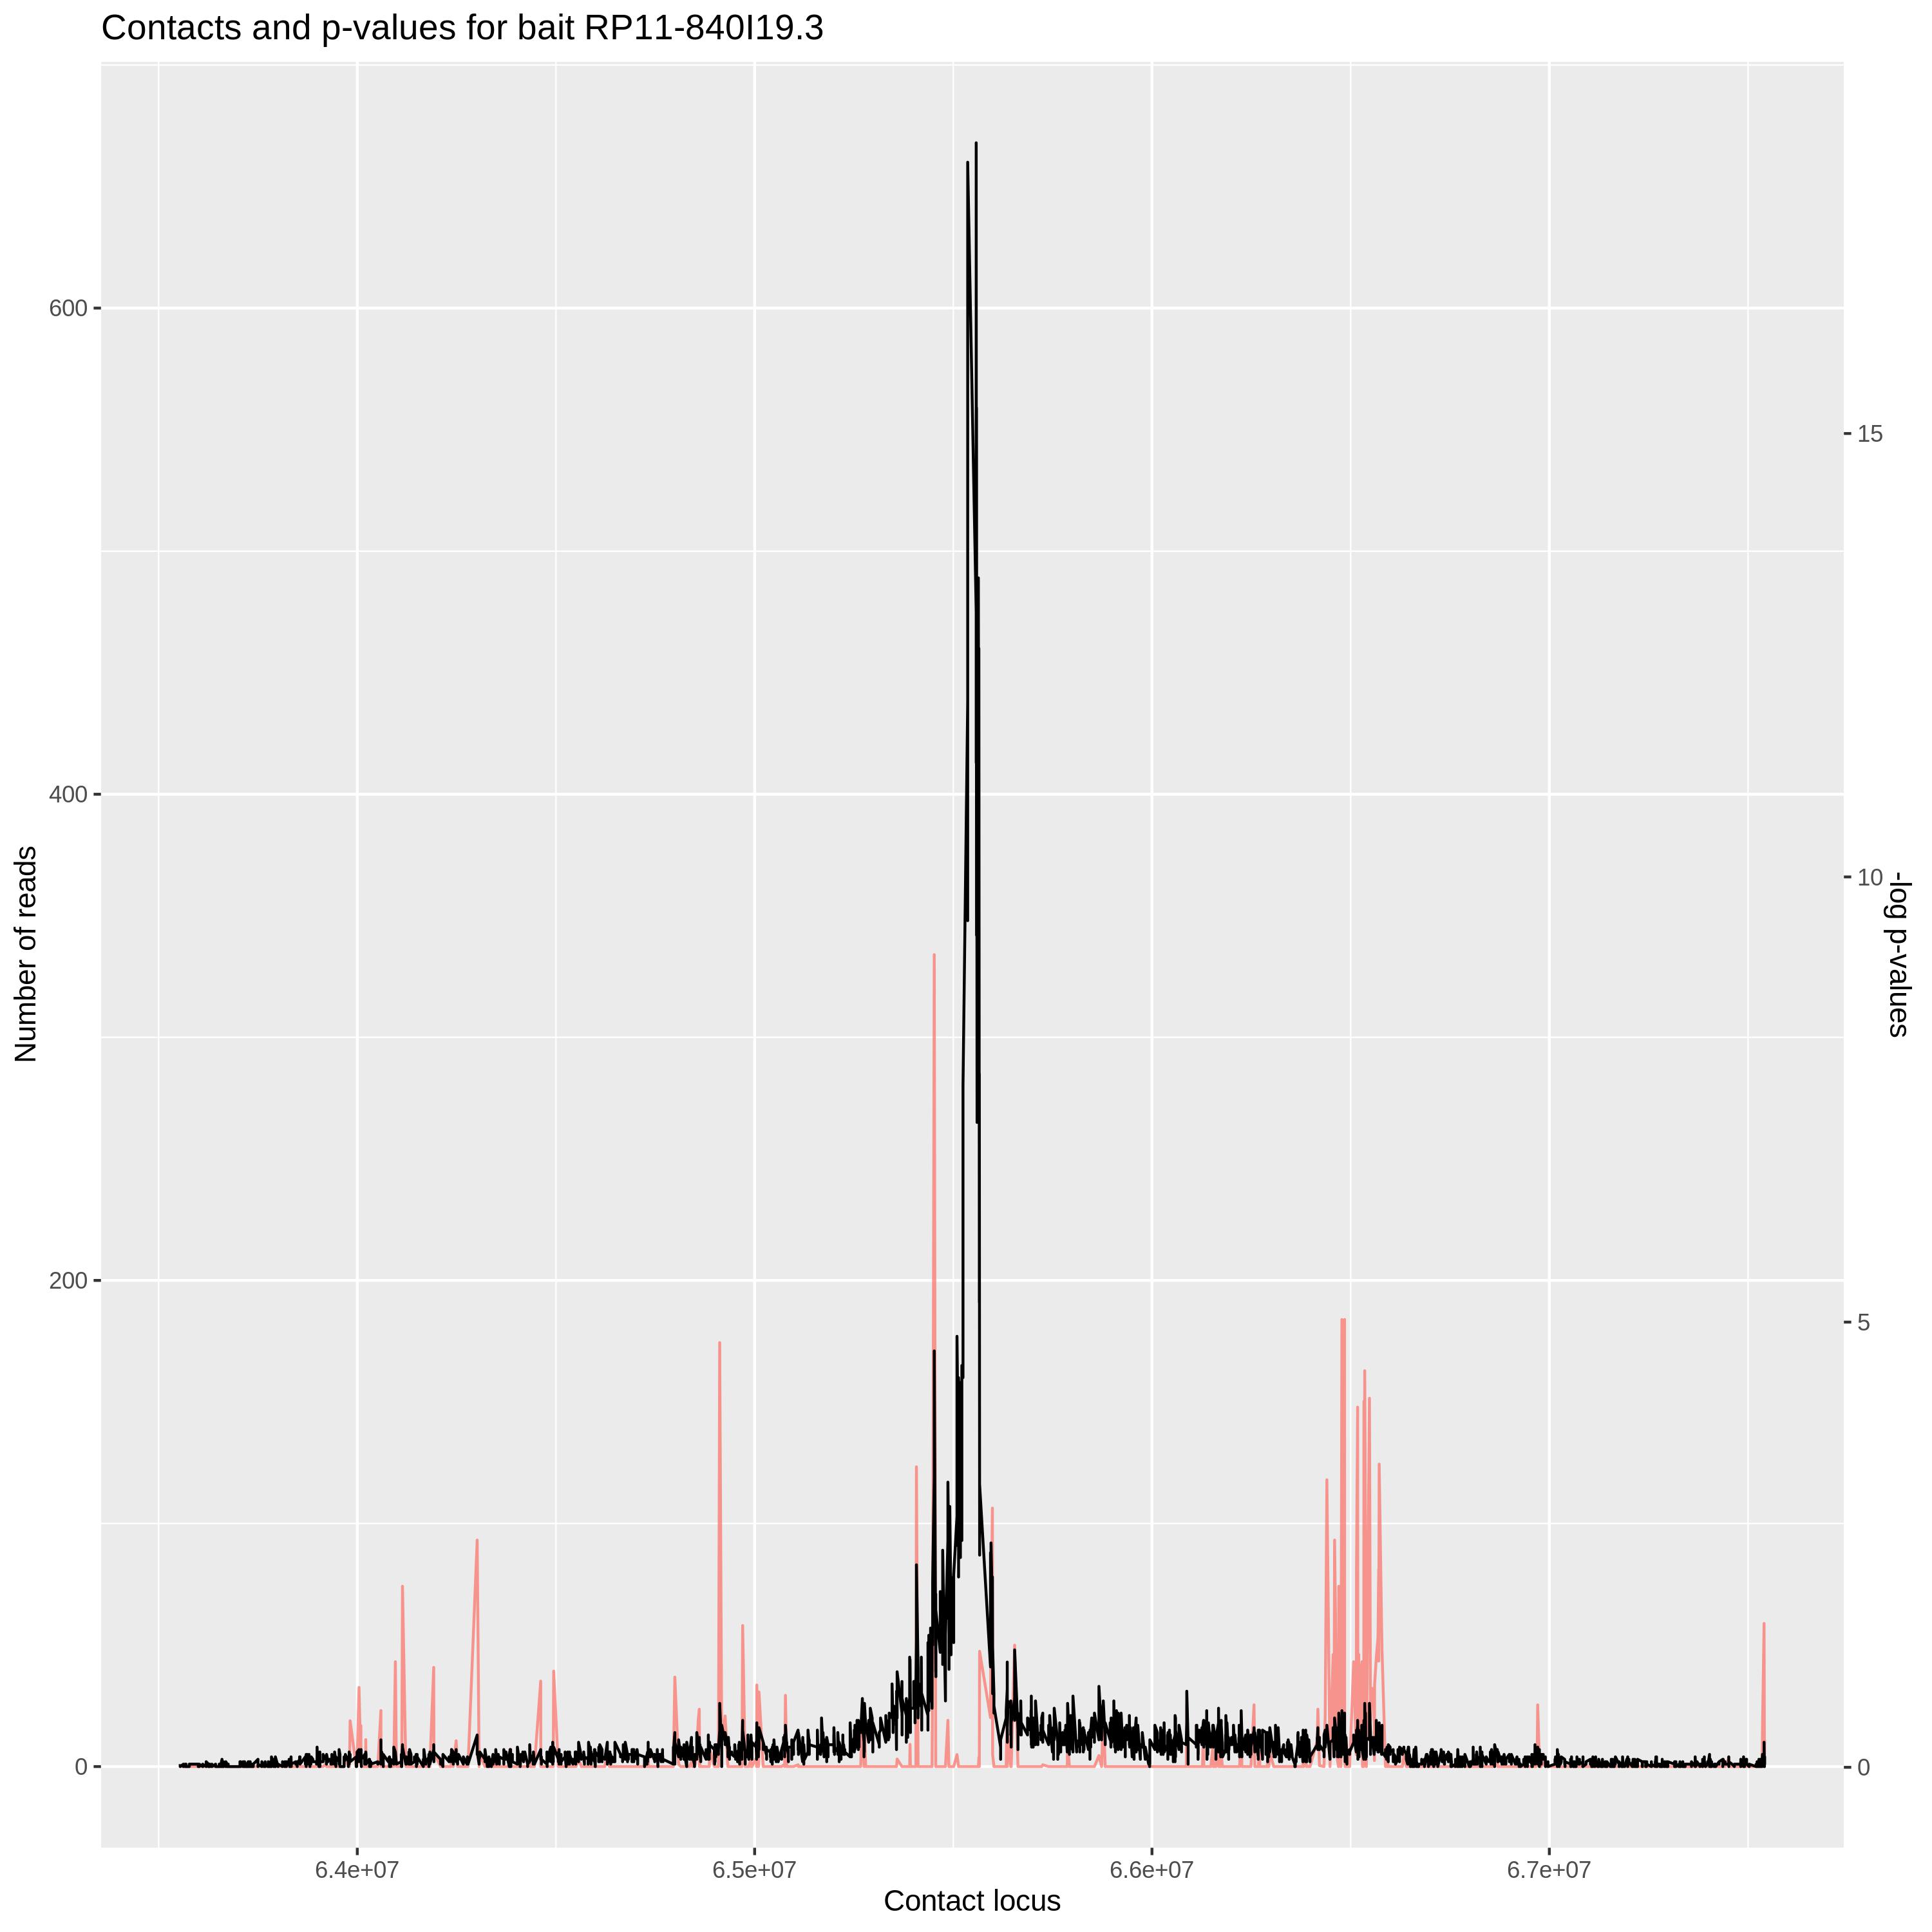 Contacts and p-values for bait RP11-840I19.3
600
400
200
0
Number of reads
15
10
5
0
-log p-values
6.4e+07
6.5e+07
6.6e+07
6.7e+07
Contact locus